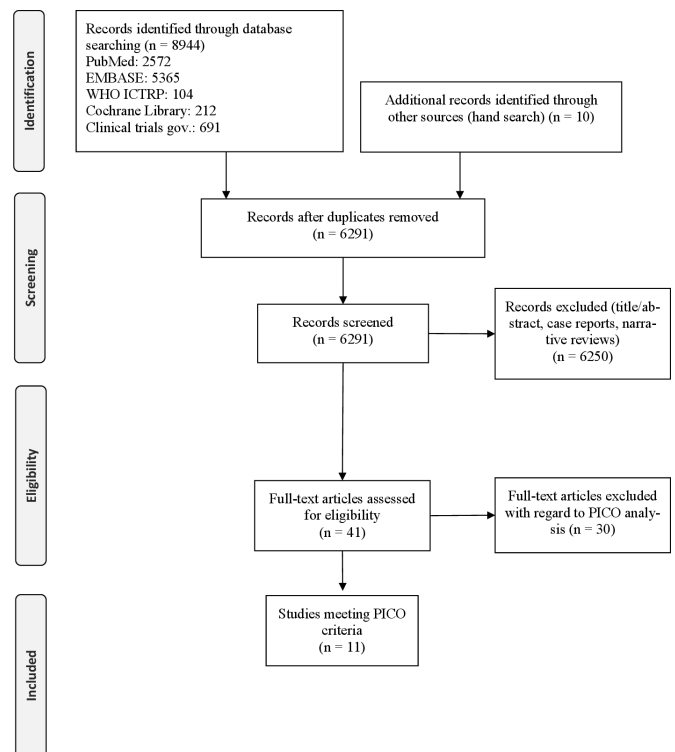 Identification
Records identified through database
searching (n = 8944)
PubMed: 2572
EMBASE: 5365
WHO ICTRP: 104
Cochrane Library: 212
Clinical trials gov.: 691
Additional records identified through
other sources (hand search) (n = 10)
Records after duplicates removed
(n = 6291)
Screening
Records screened
(n = 6291)
Records excluded (title/ab-
stract, case reports, narra-
tive reviews)
(n = 6250)
Eligibility
Full-text articles assessed
for eligibility
(n = 41)
Full-text articles excluded
with regard to PICO analy-
sis (n = 30)
Included
Studies meeting PICO
criteria
(n = 11)